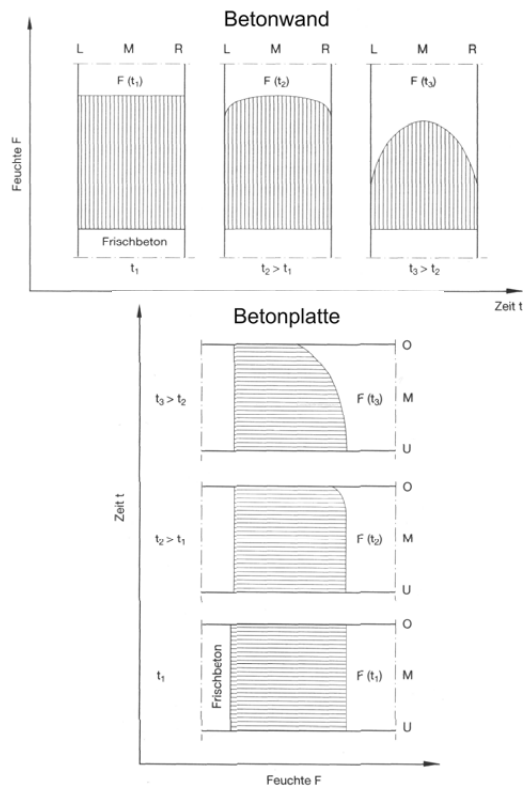 Betonwand
L M R L M R L M R
F (t₁) F (t₂) F (t₃)
Feuchte F
Frischbeton
t₁ t₂ > t₁ t₃ > t₂
Zeit t
Betonplatte
O
t₃ > t₂ F (t₃) M
U
O
Zeit t
t₂ > t₁ F (t₂) M
U
O
Frischbeton
t₁ F (t₁) M
U
Feuchte F